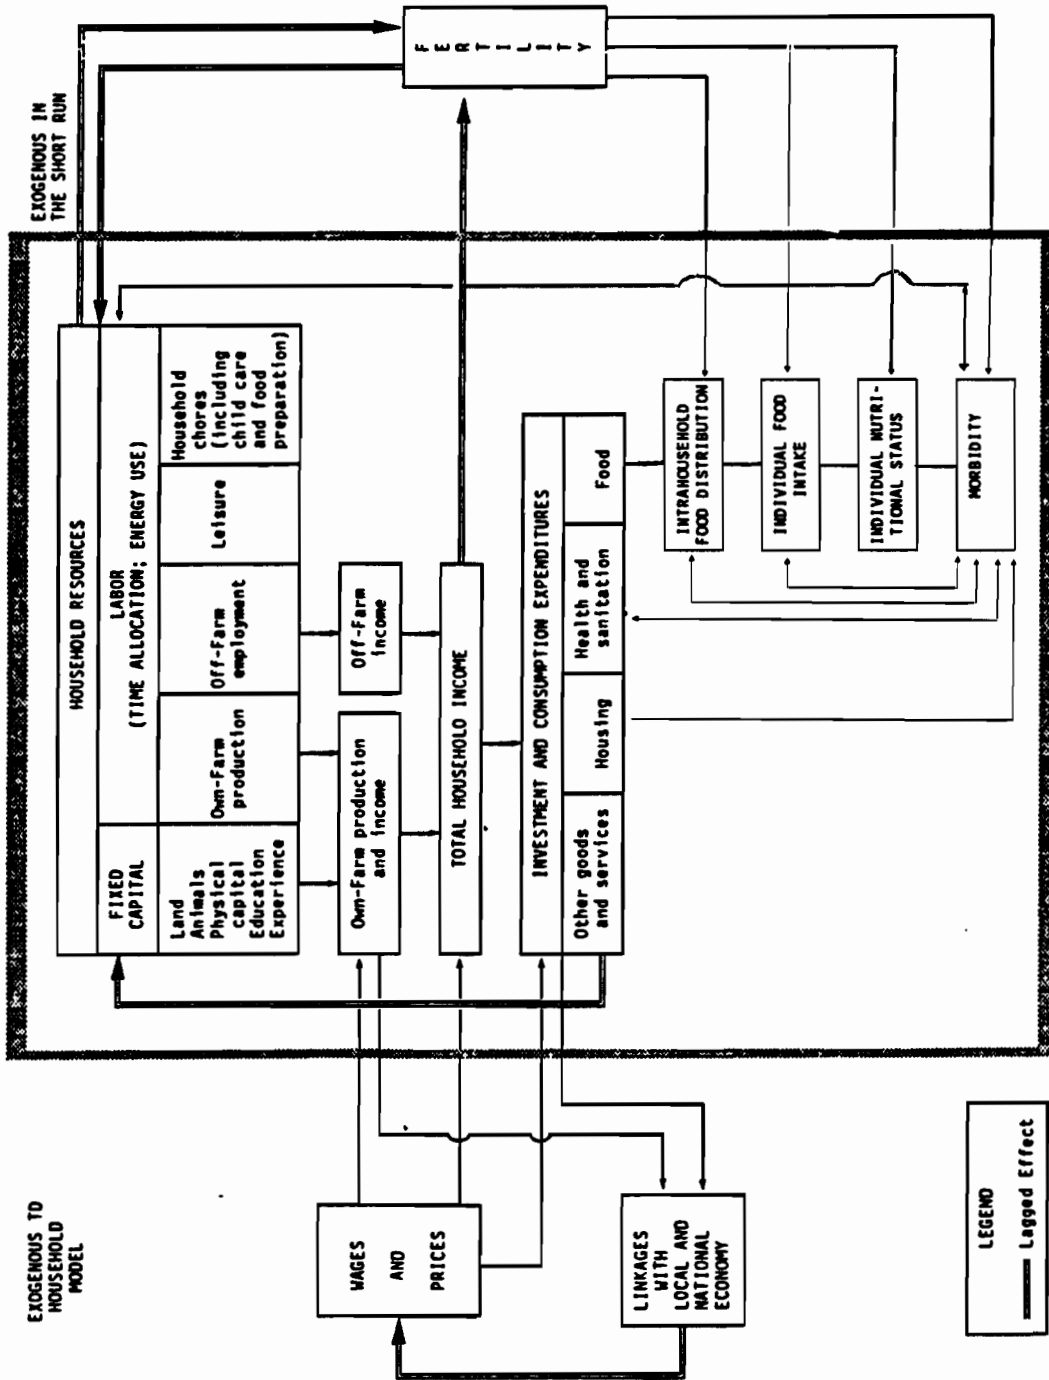 EXOGENOUS TO
HOUSEHOLD
MODEL
EXOGENOUS IN
THE SHORT RUN
HOUSEHOLD RESOURCES
FIXED
CAPITAL
LABOR
(TIME ALLOCATION; ENERGY USE)
Land
Animals
Physical
capital
Education
Experience
Own-Farm
production
Off-Farm
employment
Leisure
Household
chores
(including
child care
and food
preparation)
FERTILITY
WAGES
AND
PRICES
Own-Farm production
and income
Off-Farm
income
TOTAL HOUSEHOLD INCOME
INVESTMENT AND CONSUMPTION EXPENDITURES
Other goods
and services
Housing
Health and
sanitation
Food
LINKAGES
WITH
LOCAL AND
NATIONAL
ECONOMY
INTRAHOUSEHOLD
FOOD DISTRIBUTION
INDIVIDUAL FOOD
INTAKE
INDIVIDUAL NUTRI-
TIONAL STATUS
MORBIDITY
LEGEND
Lagged Effect